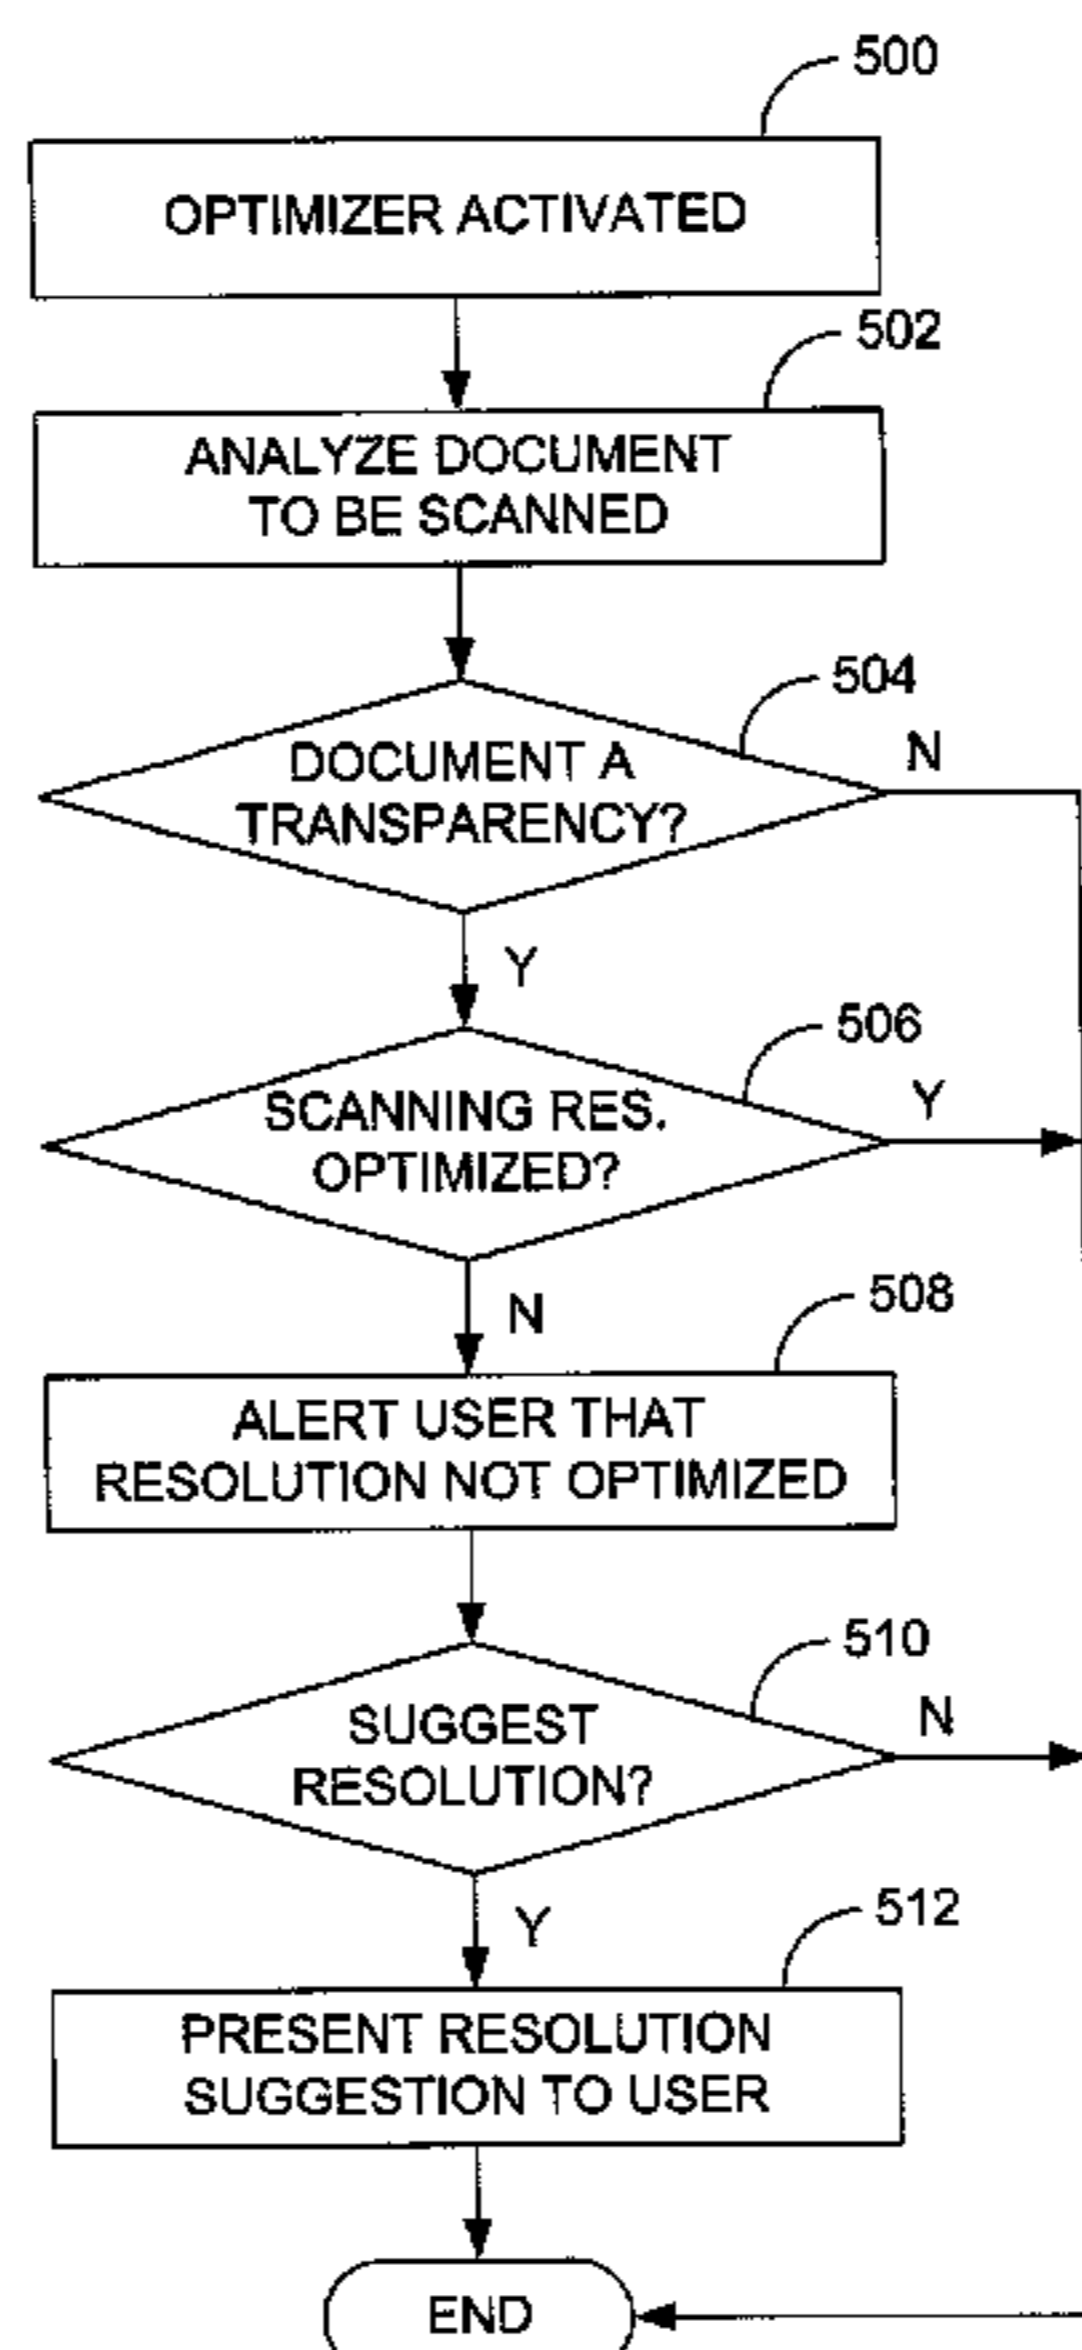 500
OPTIMIZER ACTIVATED
502
ANALYZE DOCUMENT
TO BE SCANNED
504
DOCUMENT A
TRANSPARENCY?
N
Y
506
SCANNING RES.
OPTIMIZED?
Y
N
508
ALERT USER THAT
RESOLUTION NOT OPTIMIZED
510
SUGGEST
RESOLUTION?
N
Y
512
PRESENT RESOLUTION
SUGGESTION TO USER
END